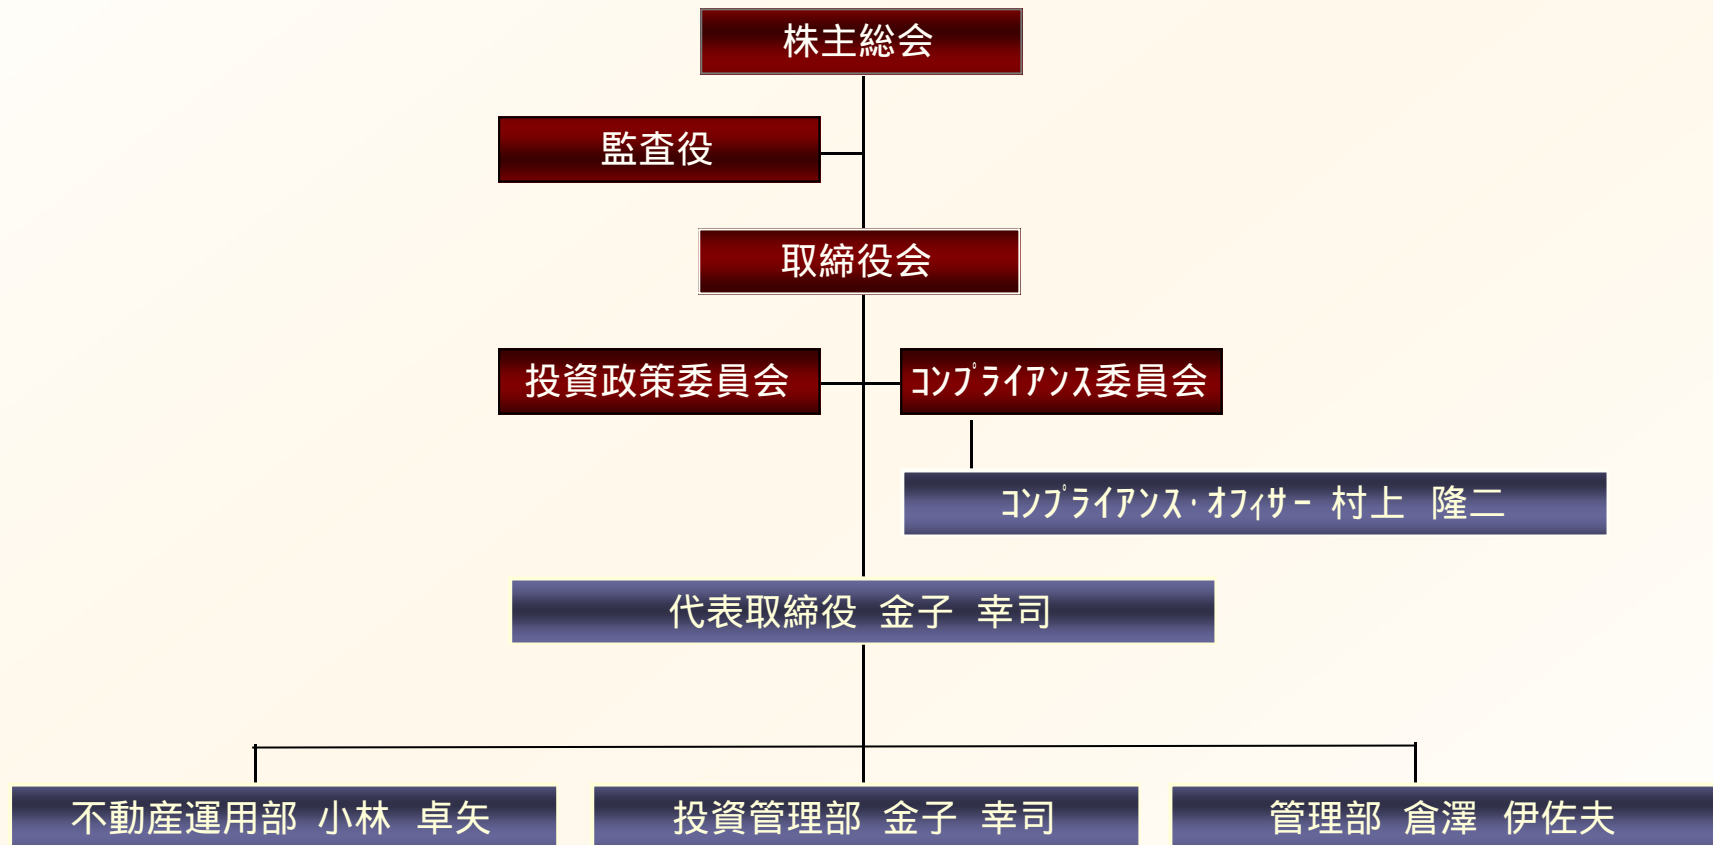 株主総会
監査役
取締役会
投資政策委員会
ｺﾝﾌﾟﾗｲｱﾝｽ委員会
ｺﾝﾌﾟﾗｲｱﾝｽ・ｵﾌｨｻｰ 村上 隆二
代表取締役 金子 幸司
不動産運用部 小林 卓矢
投資管理部 金子 幸司
管理部 倉澤 伊佐夫